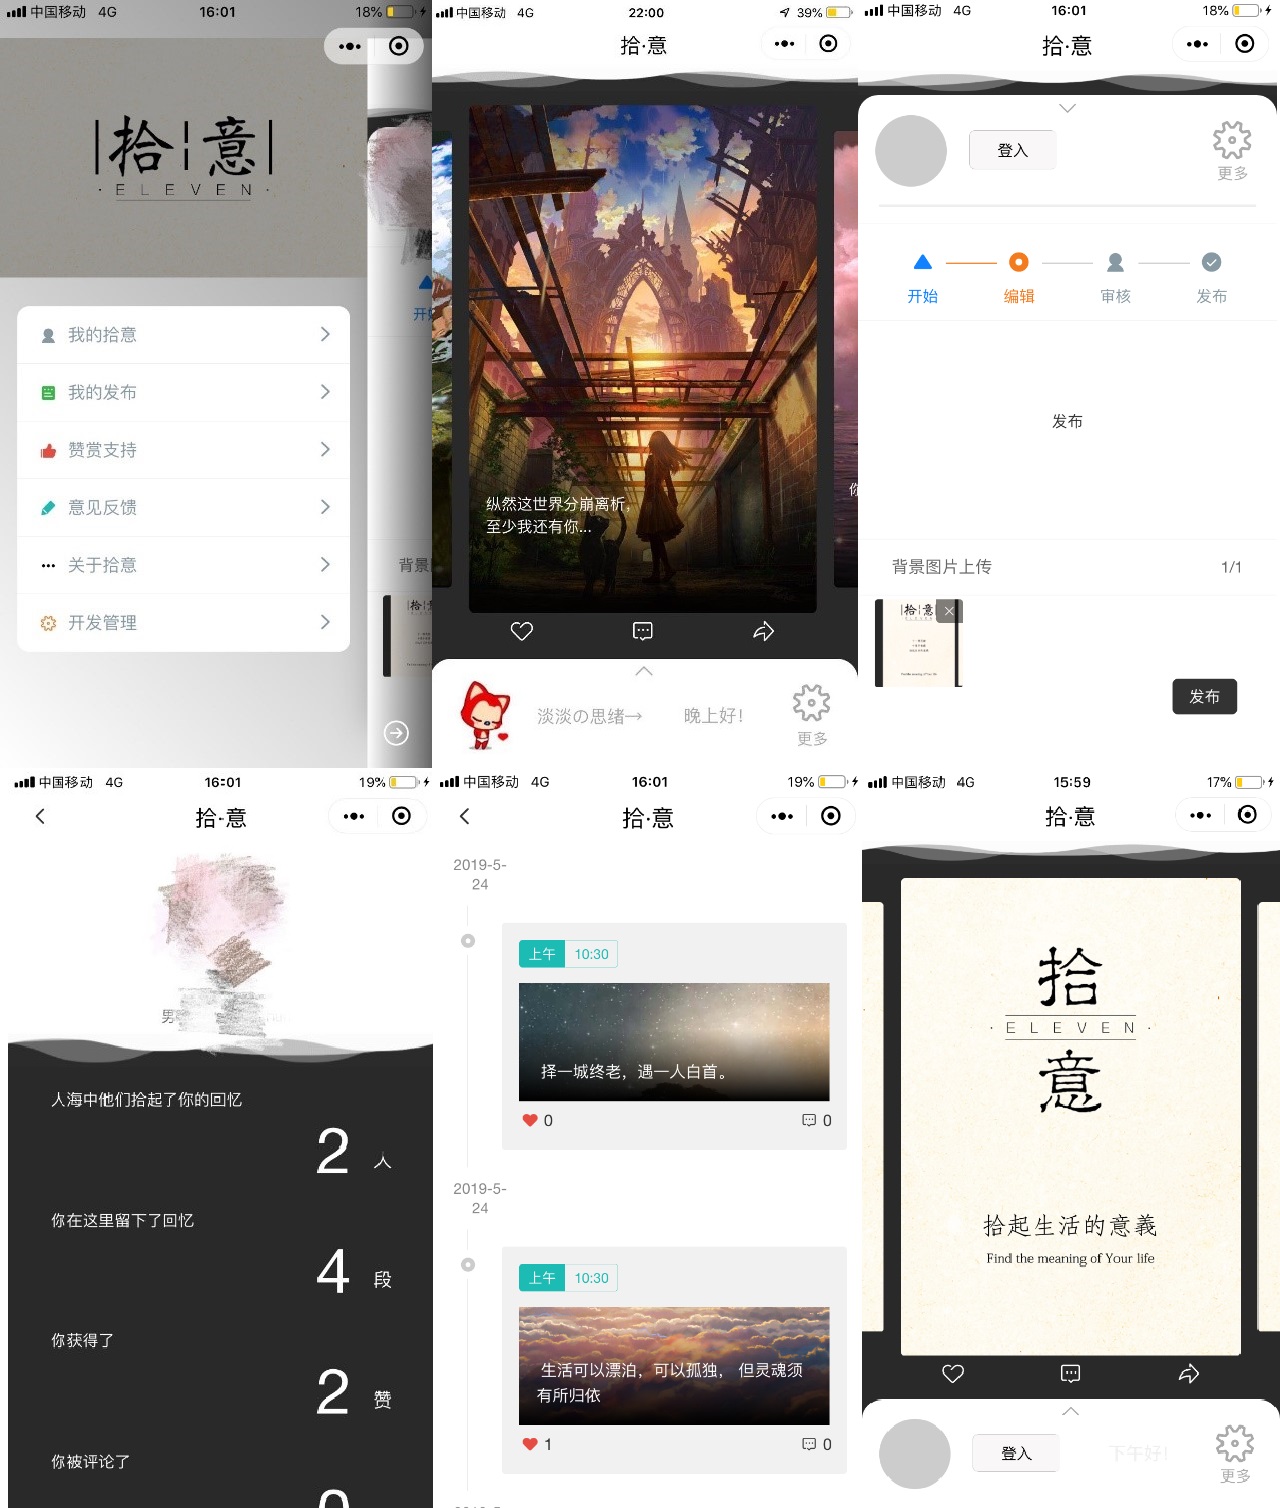 中国移动 4G 16:01 18%
拾意
· ELEVEN ·
开始
我的拾意
我的发布
赞赏支持
意见反馈
关于拾意
开发管理
背景
拾意
中国移动 4G 22:00 39%
拾·意
纵然这世界分崩离析，
至少我还有你...
你
淡淡の思绪→ 晚上好!
更多
中国移动 4G 16:01 18%
拾·意
登入
更多
开始 编辑 审核 发布
发布
背景图片上传 1/1
拾意
发布
中国移动 4G 16:01 19%
拾·意
男
人海中他们拾起了你的回忆
2 人
你在这里留下了回忆
4 段
你获得了
2 赞
你被评论了
0
中国移动 4G 16:01 19%
拾·意
2019-5-
24
上午 10:30
择一城终老，遇一人白首。
0 0
2019-5-
24
上午 10:30
生活可以漂泊，可以孤独， 但灵魂须
有所归依
1 0
中国移动 4G 15:59 17%
拾·意
拾
· ELEVEN ·
意
拾起生活的意義
Find the meaning of Your life
登入 下午好!
更多